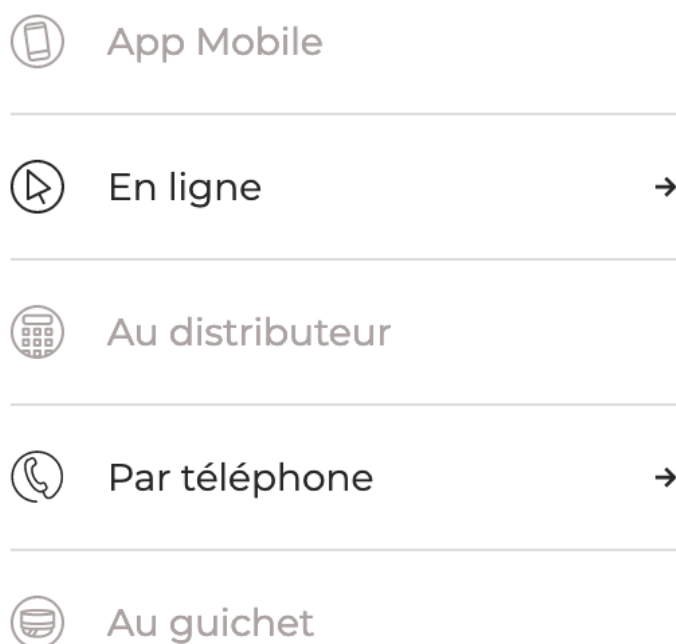 App Mobile
En ligne
Au distributeur
Par téléphone
Au guichet